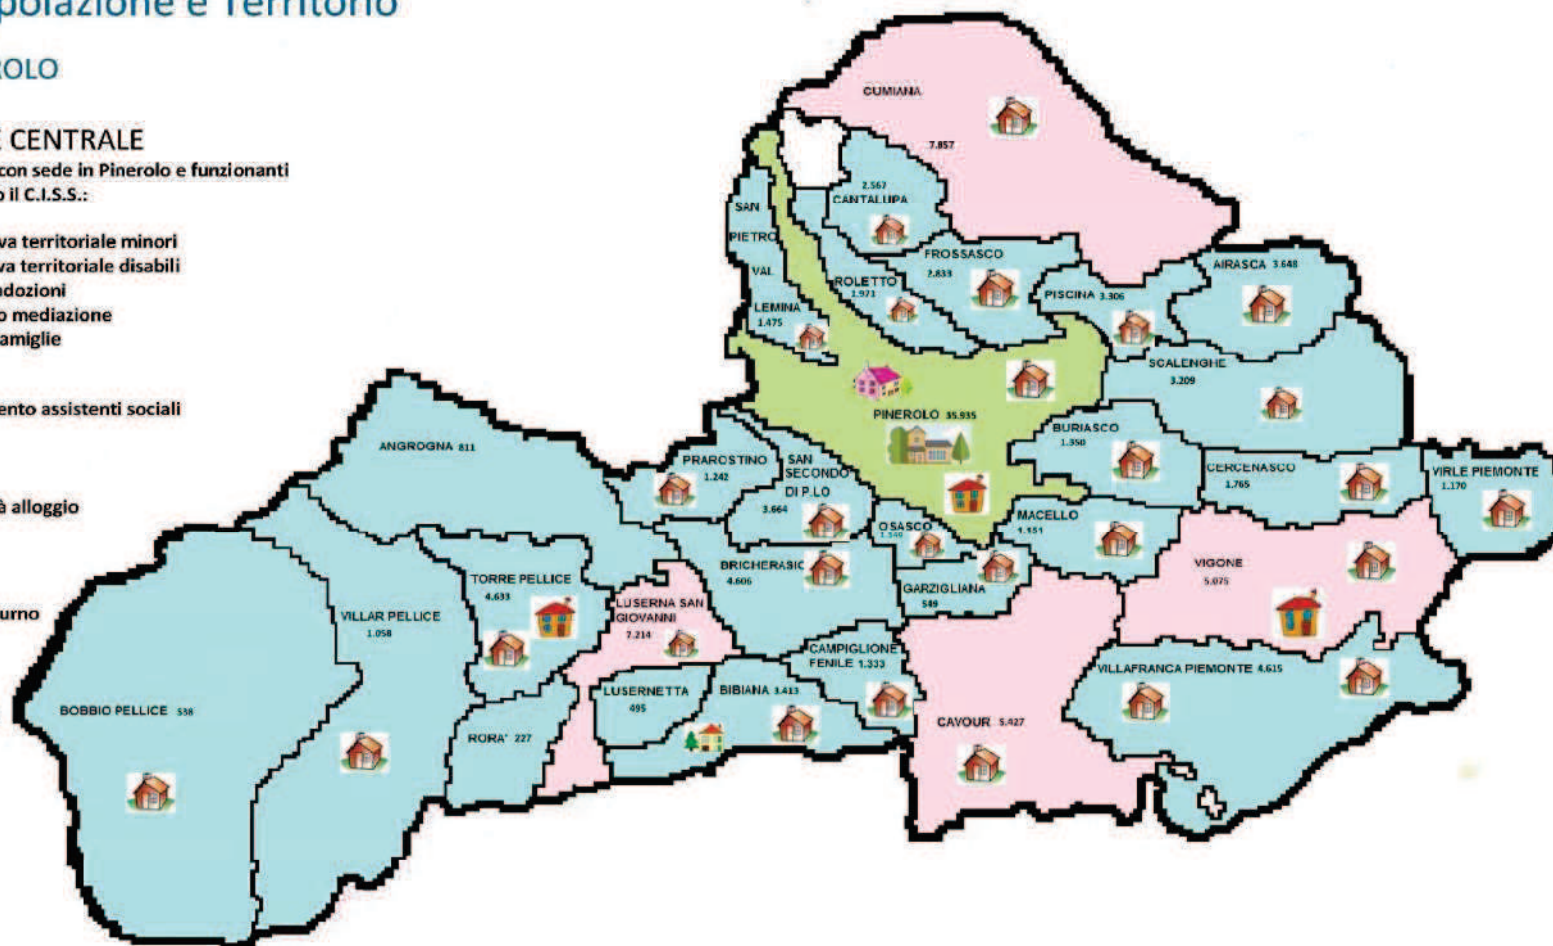 polazione e Territorio
ROLO
E CENTRALE
con sede in Pinerolo e funzionanti
o il C.I.S.S.:
va territoriale minori
va territoriale disabili
dozioni
o mediazione
amiglie
ento assistenti sociali
à alloggio
urno
CUMIANA
7.857
2.567
CANTALUPA
SAN
PIETRO
VAL
LEMINA
1.475
FROSSASCO
2.833
ROLETTO
1.971
PISCINA 3.306
AIRASCA 3.648
SCALENGHE
3.209
PINEROLO 35.935
BURIASCO
1.350
ANGROGNA 811
PRAROSTINO
1.242
SAN
SECONDO
DI P.LO
3.664
CERCENASCO
1.765
VIRLE PIEMONTE
1.170
OSASCO
MACELLO
BRICHERASIO
4.606
GARZIGLIANA
549
VIGONE
5.075
TORRE PELLICE
4.633
LUSERNA SAN
GIOVANNI
7.214
VILLAR PELLICE
1.058
CAMPIGLIONE
FENILE 1.333
VILLAFRANCA PIEMONTE 4.615
LUSERNETTA
495
BIBIANA 3.413
BOBBIO PELLICE 538
RORA' 227
CAVOUR 5.427